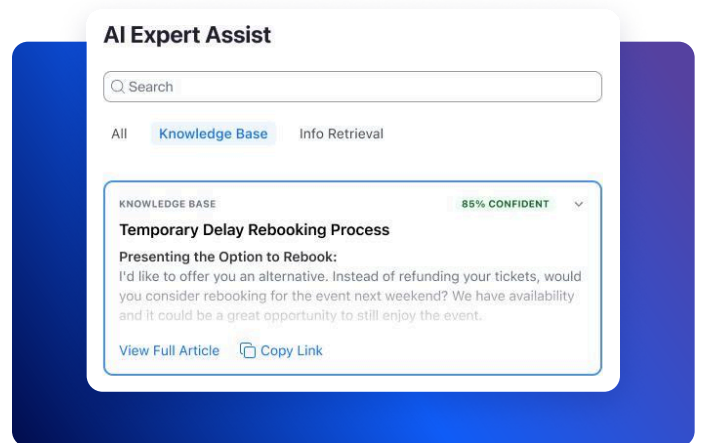 AI Expert Assist
Search
All Knowledge Base Info Retrieval
KNOWLEDGE BASE 85% CONFIDENT
Temporary Delay Rebooking Process
Presenting the Option to Rebook:
I'd like to offer you an alternative. Instead of refunding your tickets, would
you consider rebooking for the event next weekend? We have availability
and it could be a great opportunity to still enjoy the event.
View Full Article Copy Link